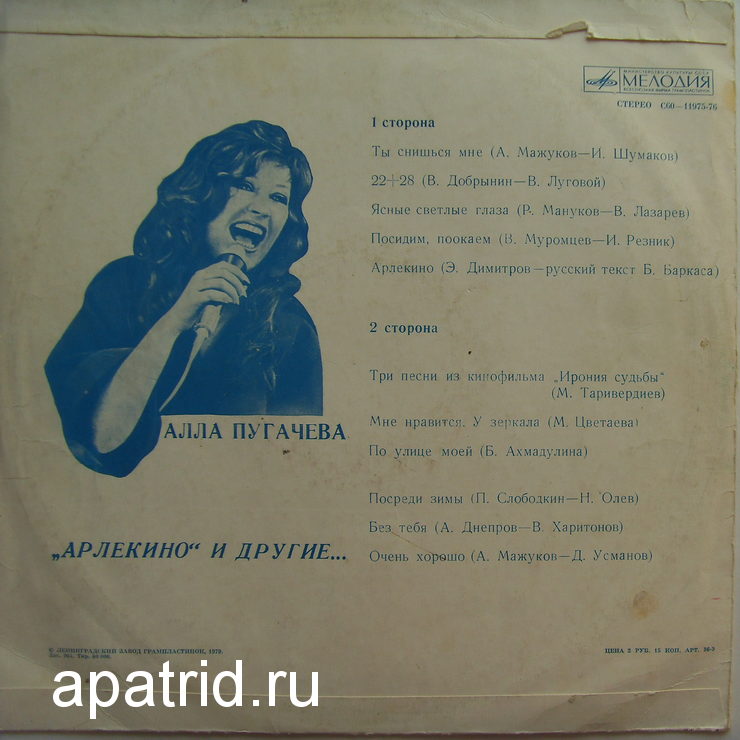 МИНИСТЕРСТВО КУЛЬТУРЫ СССР
МЕЛОДИЯ
ВСЕСОЮЗНАЯ ФИРМА ГРАМПЛАСТИНОК
СТЕРЕО С60—11975-76
1 сторона
Ты снишься мне (А. Мажуков—И. Шумаков)
22+28 (В. Добрынин—В. Луговой)
Ясные светлые глаза (Р. Мануков—В. Лазарев)
Посидим, поокаем (В. Муромцев—И. Резник)
Арлекино (Э. Димитров—русский текст Б. Баркаса)
2 сторона
Три песни из кинофильма „Ирония судьбы“
(М. Таривердиев)
Мне нравится, У зеркала (М. Цветаева)
По улице моей (Б. Ахмадулина)
Посреди зимы (П. Слободкин—Н. Олев)
Без тебя (А. Днепров—В. Харитонов)
Очень хорошо (А. Мажуков—Д. Усманов)
АЛЛА ПУГАЧЕВА
„АРЛЕКИНО“ И ДРУГИЕ...
© ЛЕНИНГРАДСКИЙ ЗАВОД ГРАМПЛАСТИНОК, 1979.
Зак. Тир.
ЦЕНА 2 РУБ. 15 КОП. АРТ.
apatrid.ru